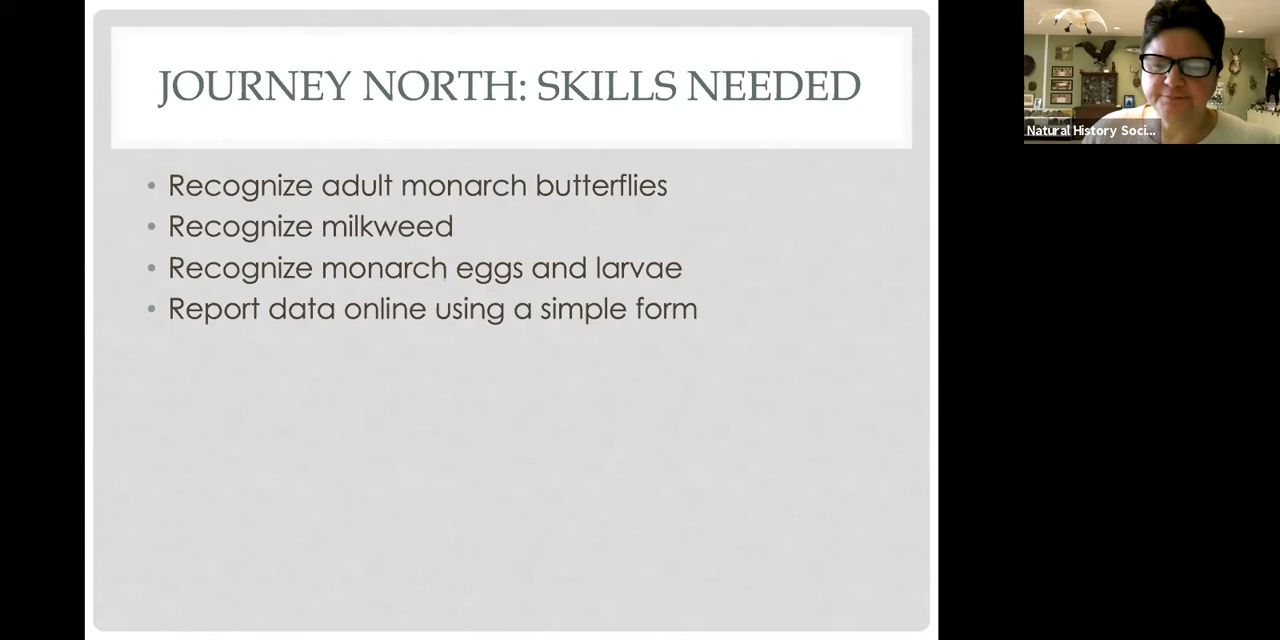 JOURNEY NORTH: SKILLS NEEDED
• Recognize adult monarch butterflies
• Recognize milkweed
• Recognize monarch eggs and larvae
• Report data online using a simple form
Natural History Soci...